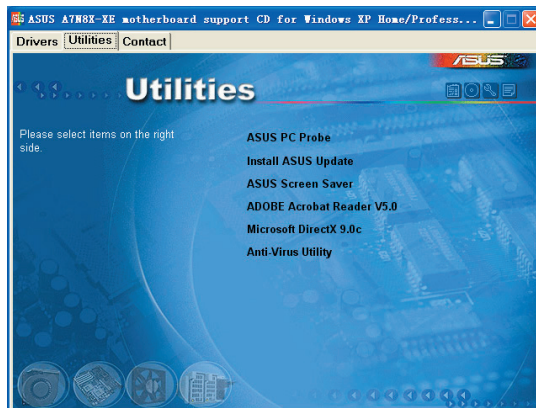 ASUS A7N8X-XE motherboard support CD for Windows XP Home/Profess...
Drivers Utilities Contact
ASUS
Utilities
Please select items on the right
side.
ASUS PC Probe
Install ASUS Update
ASUS Screen Saver
ADOBE Acrobat Reader V5.0
Microsoft DirectX 9.0c
Anti-Virus Utility